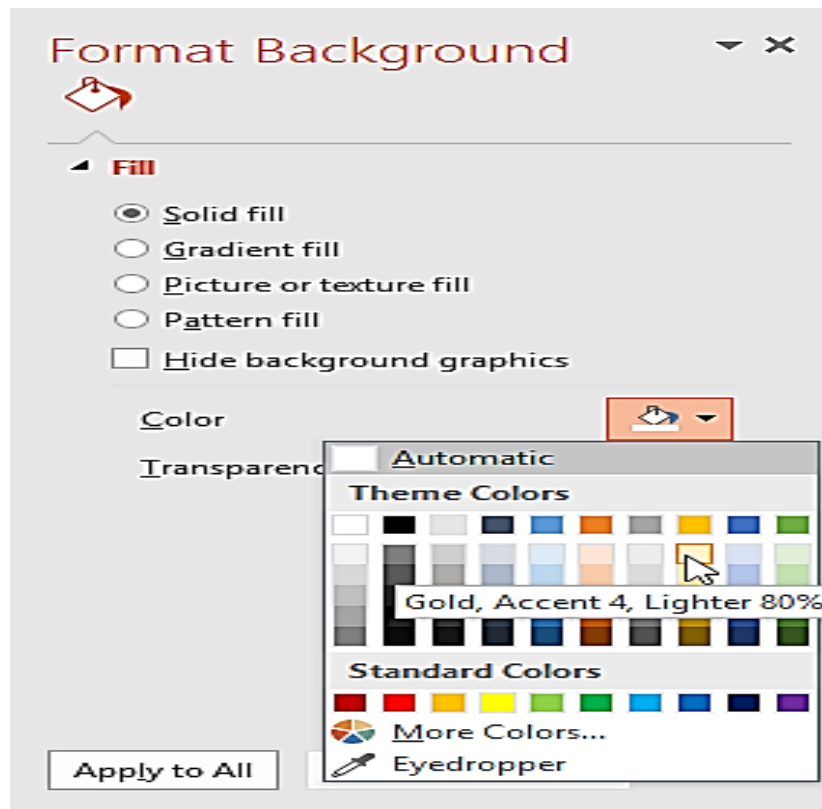 Format Background
Fill
Solid fill
Gradient fill
Picture or texture fill
Pattern fill
Hide background graphics
Color
Automatic
Theme Colors
Gold, Accent 4, Lighter 80%
Standard Colors
More Colors...
Eyedropper
Apply to All